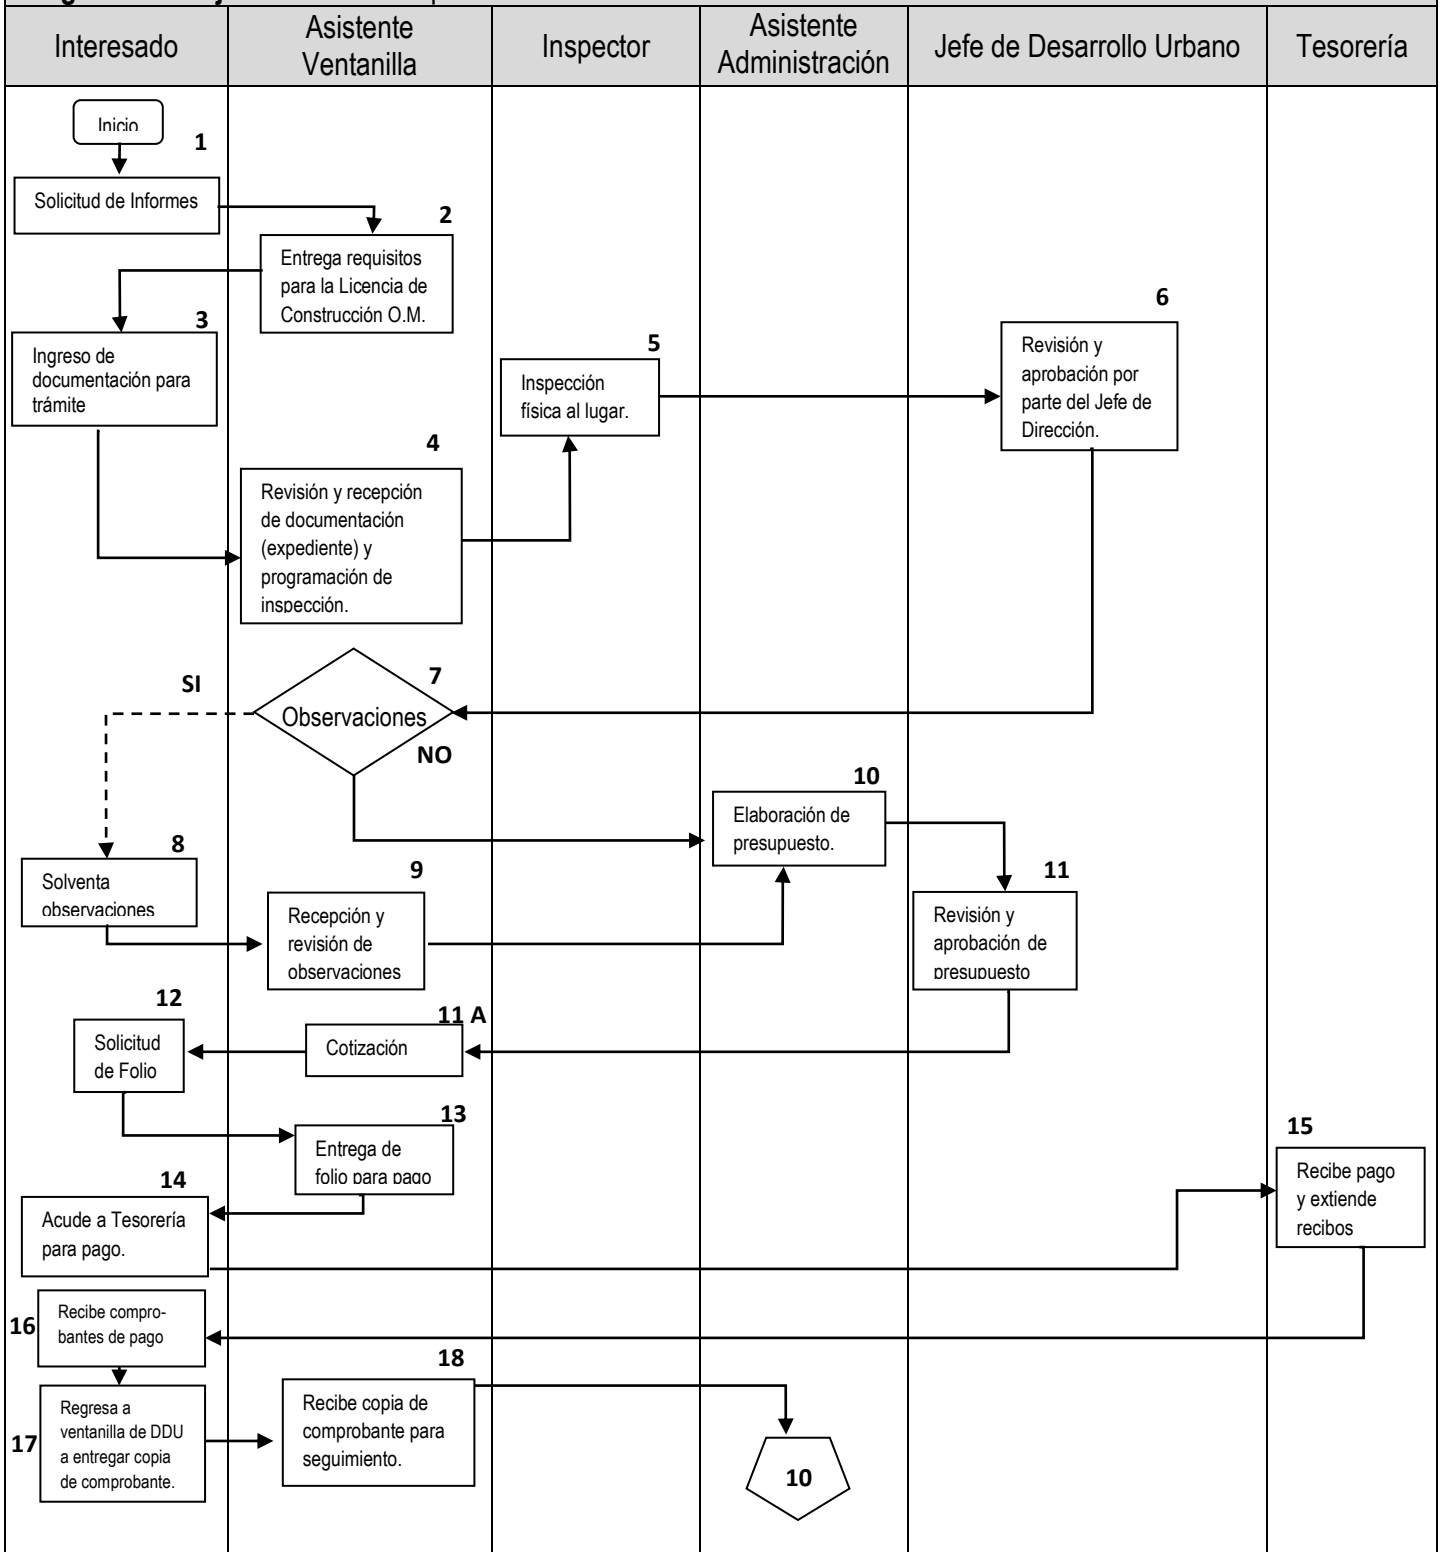 Interesado
Asistente
Ventanilla
Inspector
Asistente
Administración
Jefe de Desarrollo Urbano
Tesorería
Inicio
1
Solicitud de Informes
2
Entrega requisitos
para la Licencia de
Construcción O.M.
3
Ingreso de
documentación para
trámite
4
Revisión y recepción
de documentación
(expediente) y
programación de
inspección.
5
Inspección
física al lugar.
6
Revisión y
aprobación por
parte del Jefe de
Dirección.
7
SI
Observaciones
NO
8
Solventa
observaciones
9
Recepción y
revisión de
observaciones
10
Elaboración de
presupuesto.
11
Revisión y
aprobación de
presupuesto
11 A
Cotización
12
Solicitud
de Folio
13
Entrega de
folio para pago
14
Acude a Tesorería
para pago.
15
Recibe pago
y extiende
recibos
16
Recibe compro-
bantes de pago
17
Regresa a
ventanilla de DDU
a entregar copia
de comprobante.
18
Recibe copia de
comprobante para
seguimiento.
10